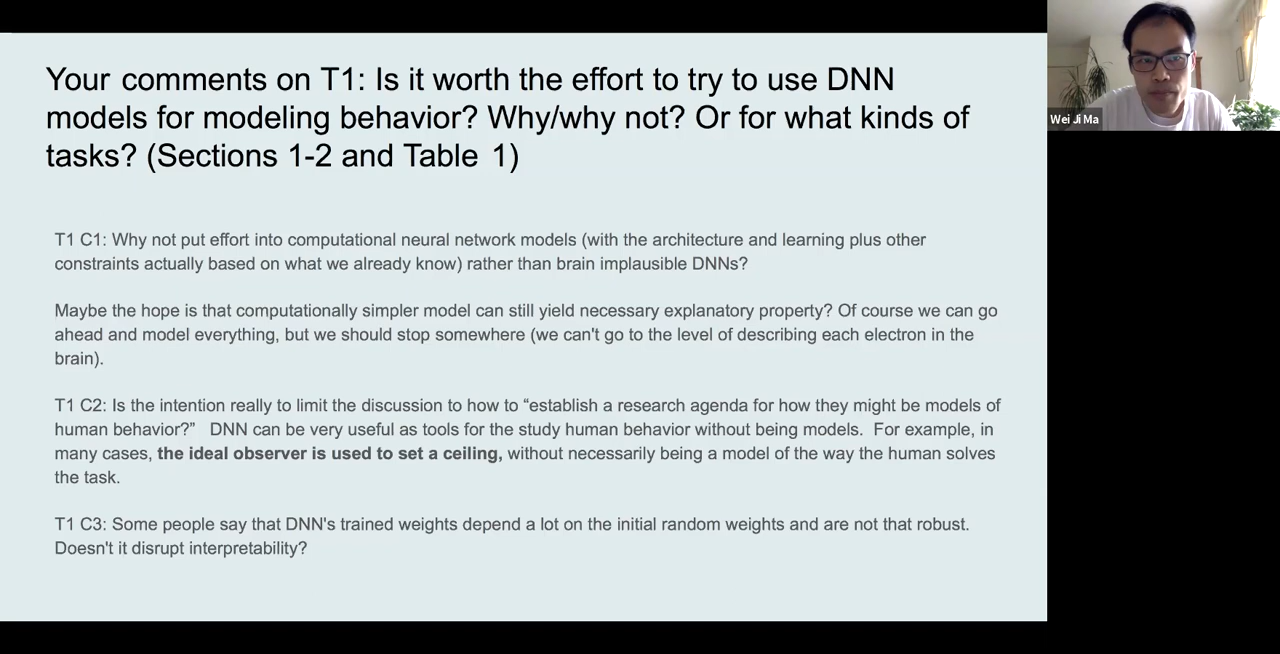 Your comments on T1: Is it worth the effort to try to use DNN
models for modeling behavior? Why/why not? Or for what kinds of
tasks? (Sections 1-2 and Table 1)
Wei Ji Ma
T1 C1: Why not put effort into computational neural network models (with the architecture and learning plus other
constraints actually based on what we already know) rather than brain implausible DNNs?
Maybe the hope is that computationally simpler model can still yield necessary explanatory property? Of course we can go
ahead and model everything, but we should stop somewhere (we can't go to the level of describing each electron in the
brain).
T1 C2: Is the intention really to limit the discussion to how to “establish a research agenda for how they might be models of
human behavior?”   DNN can be very useful as tools for the study human behavior without being models.  For example, in
many cases, the ideal observer is used to set a ceiling, without necessarily being a model of the way the human solves
the task.
T1 C3: Some people say that DNN's trained weights depend a lot on the initial random weights and are not that robust.
Doesn't it disrupt interpretability?